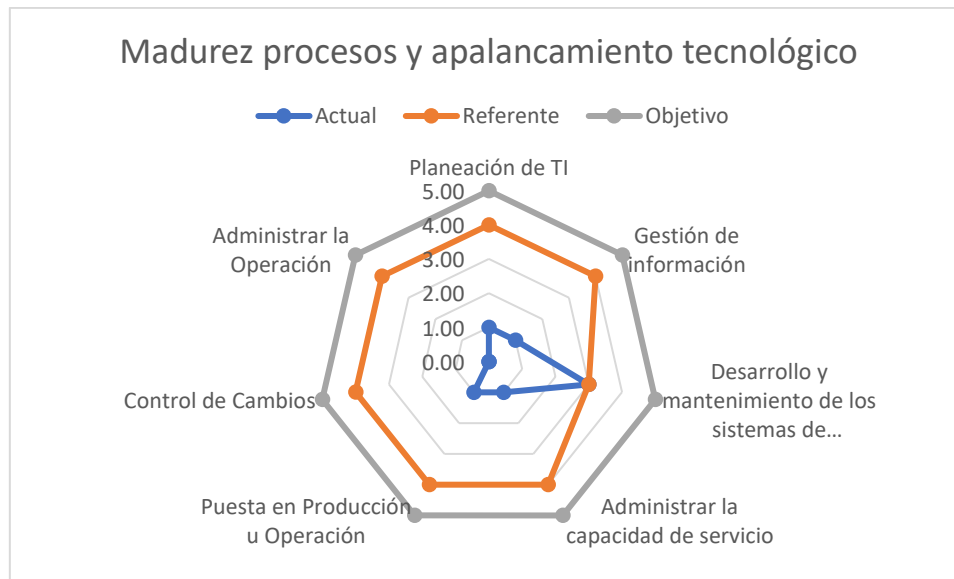 Madurez procesos y apalancamiento tecnológico
Actual Referente Objetivo
Planeación de TI
5.00
4.00
3.00
2.00
1.00
0.00
Gestión de
información
Desarrollo y
mantenimiento de los
sistemas de...
Administrar la
capacidad de servicio
Puesta en Producción
u Operación
Control de Cambios
Administrar la
Operación